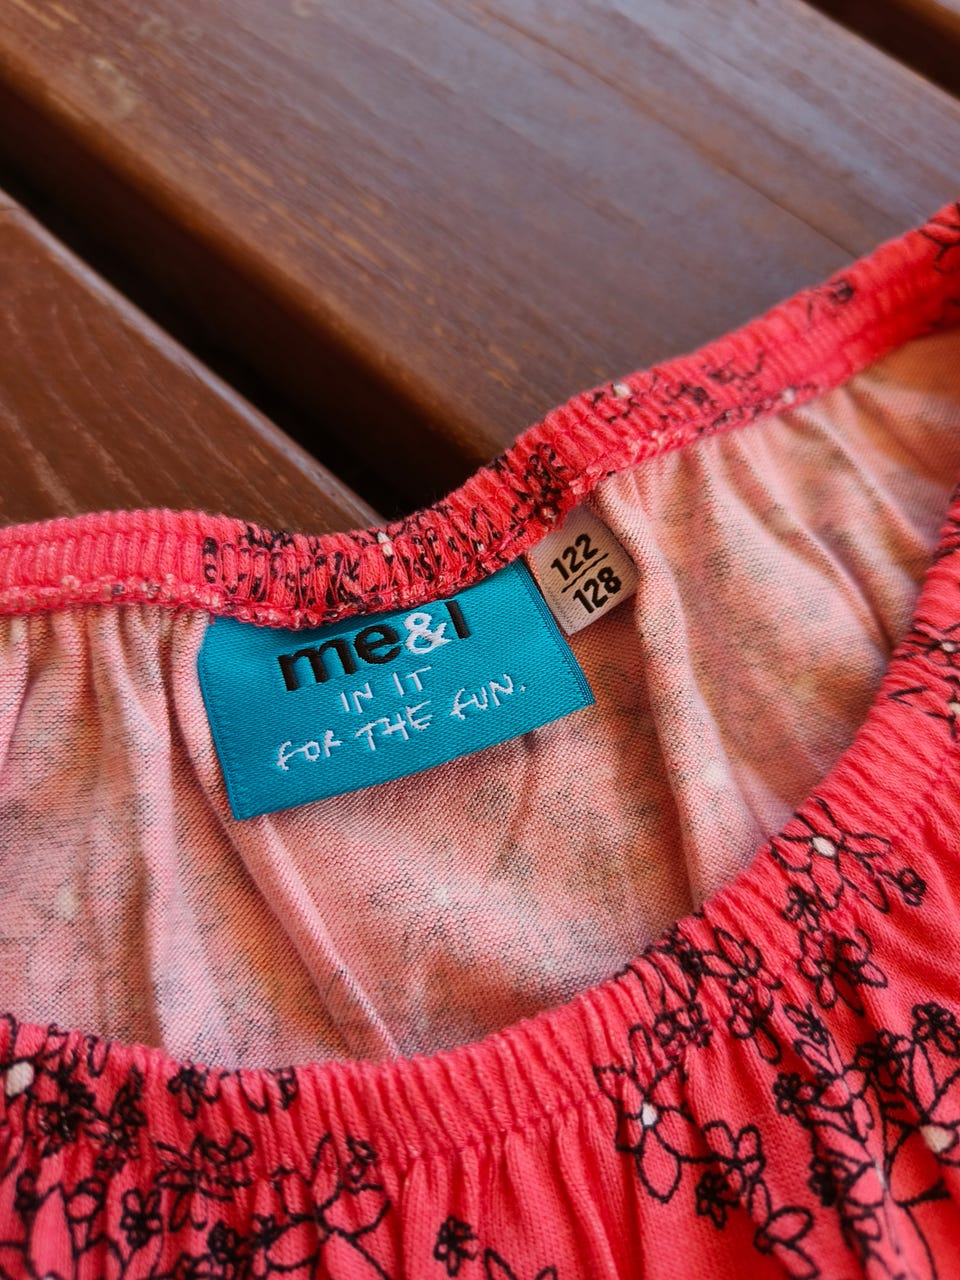 me&I
IN IT
FOR THE FUN.
122
128